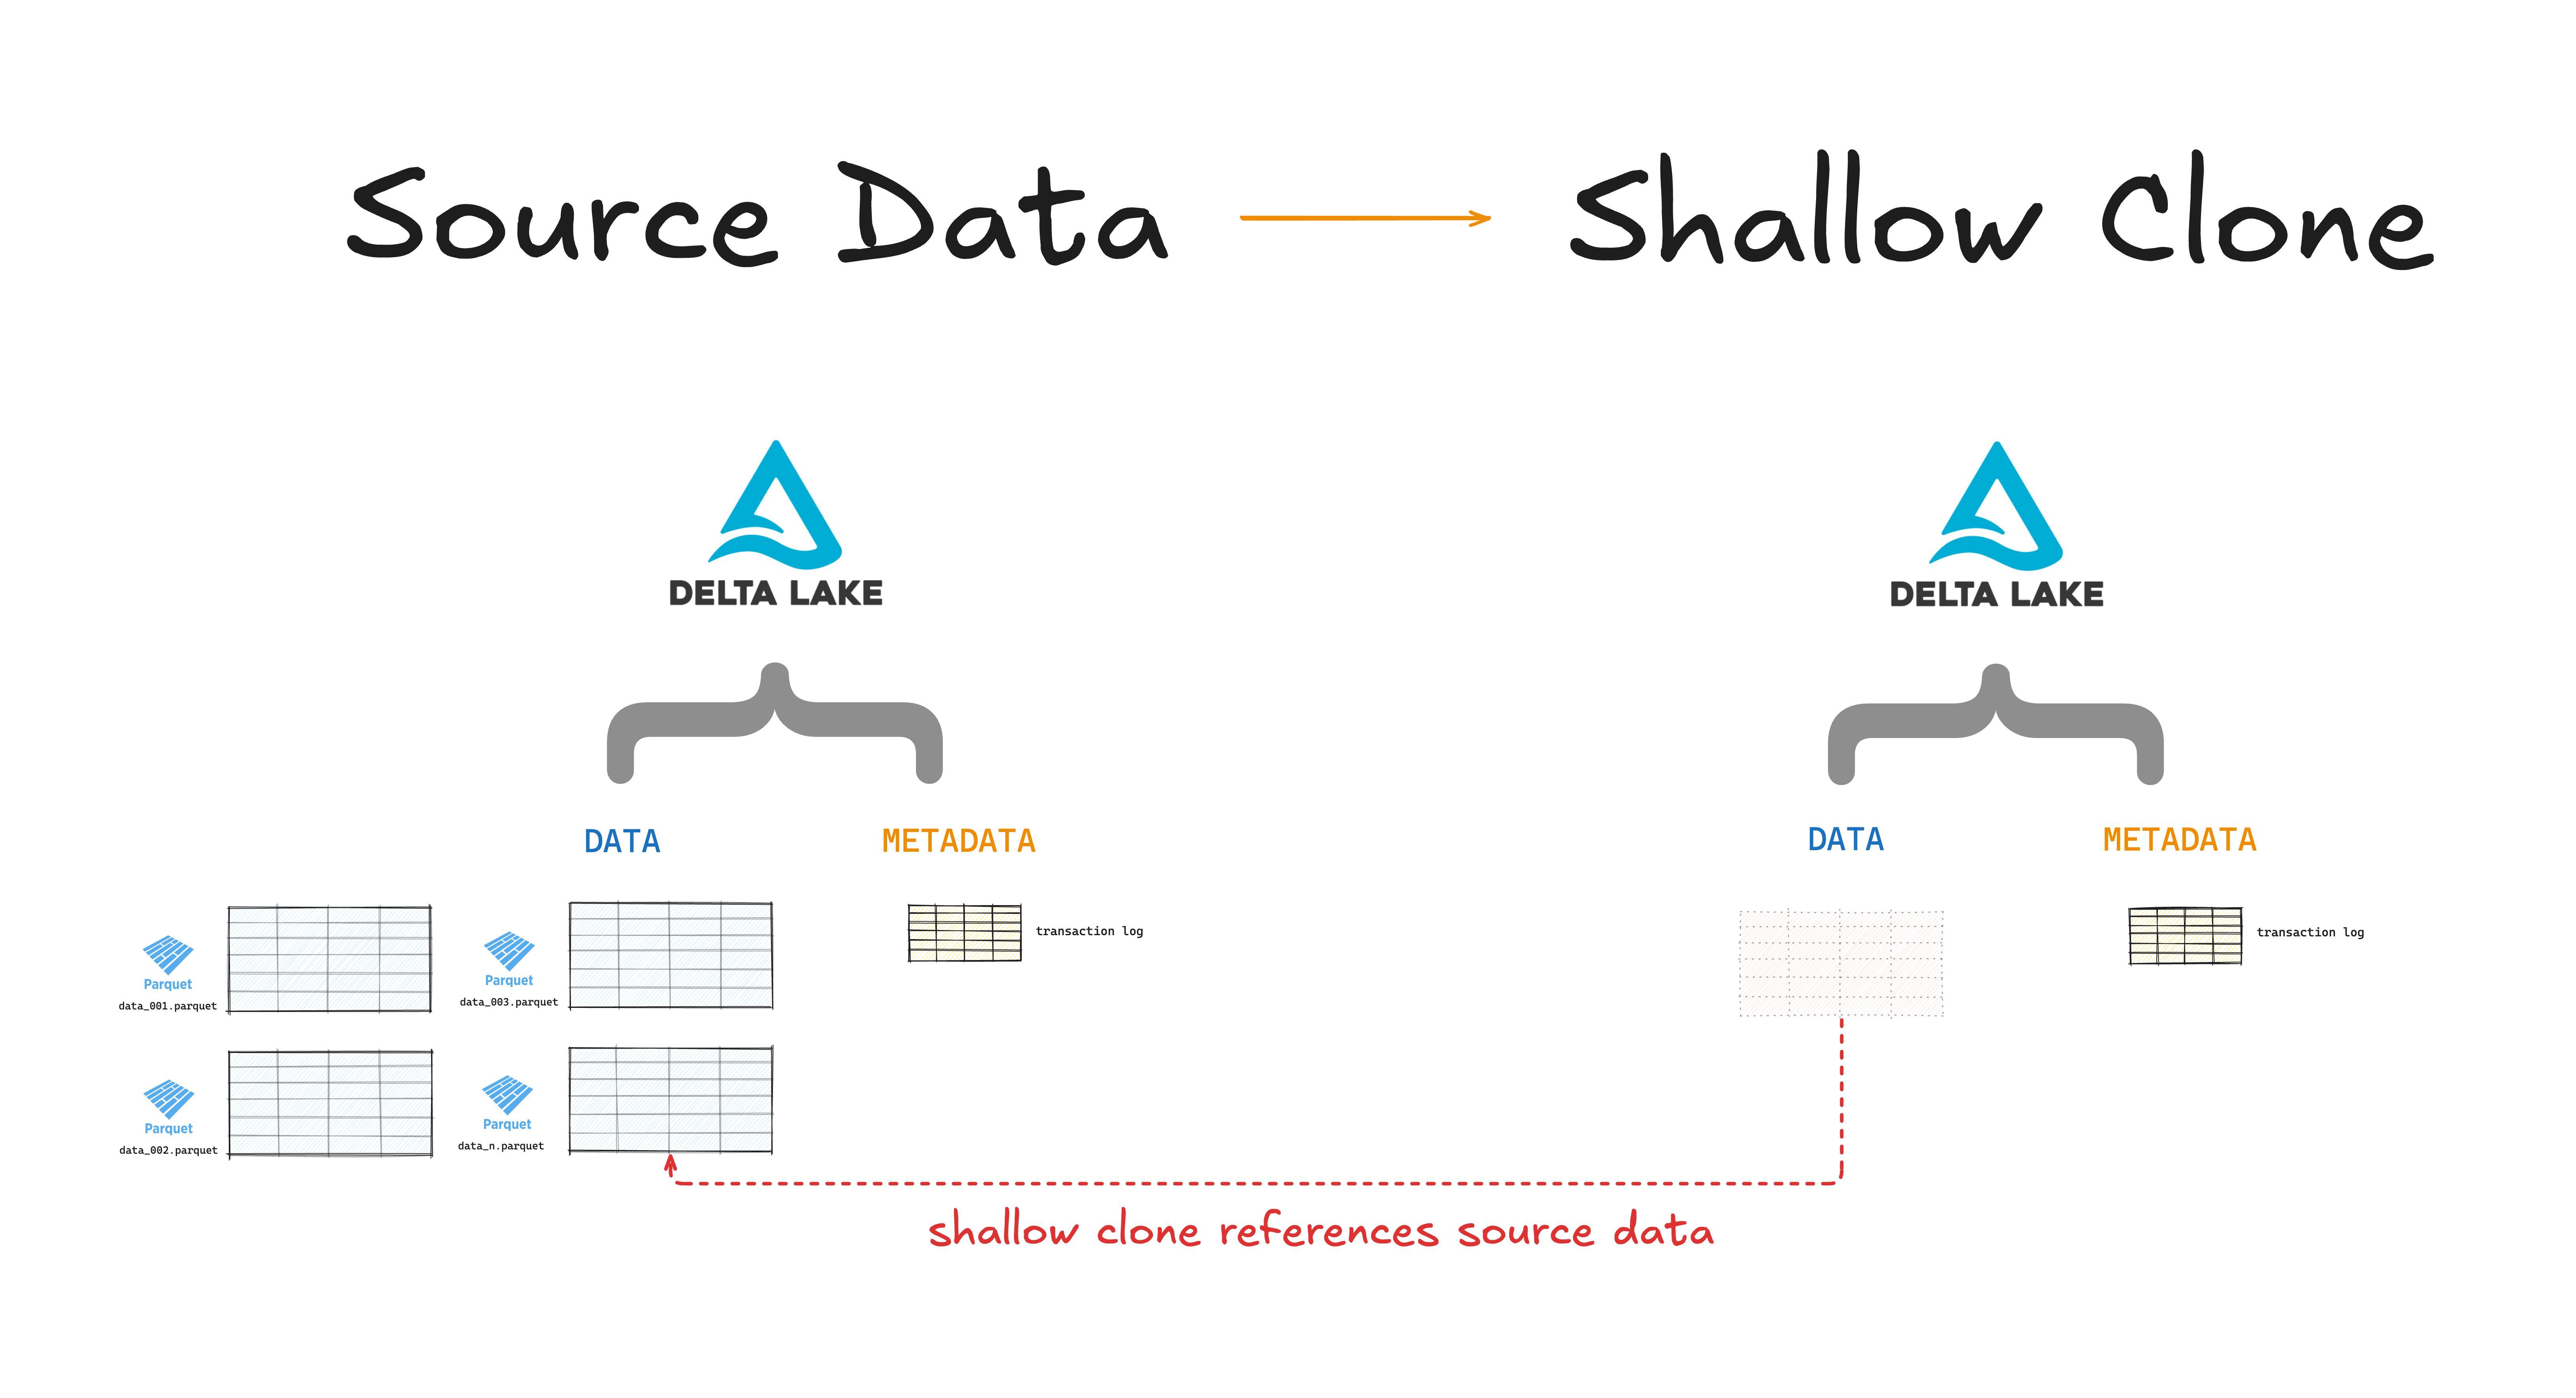 Source Data
Shallow Clone
DELTA LAKE
DELTA LAKE
DATA
METADATA
DATA
METADATA
Parquet
data_001.parquet
Parquet
data_003.parquet
transaction log
transaction log
Parquet
data_002.parquet
Parquet
data_n.parquet
shallow clone references source data